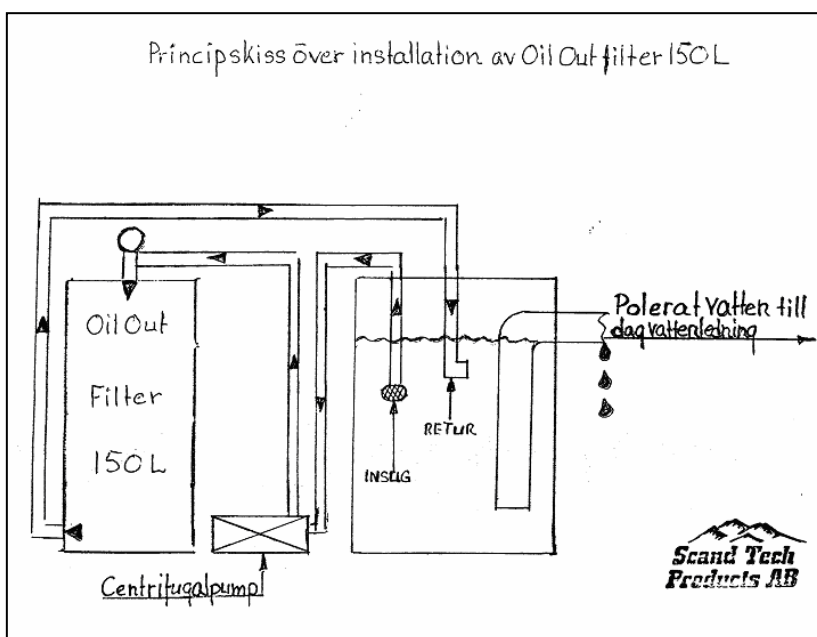 Principskiss över installation av Oil Out filter 150L
Oil Out
Filter
150 L
Polerat Vatten till
dagvattenledning
RETUR
INSUG
Centrifugalpump
Scand Tech
Products AB